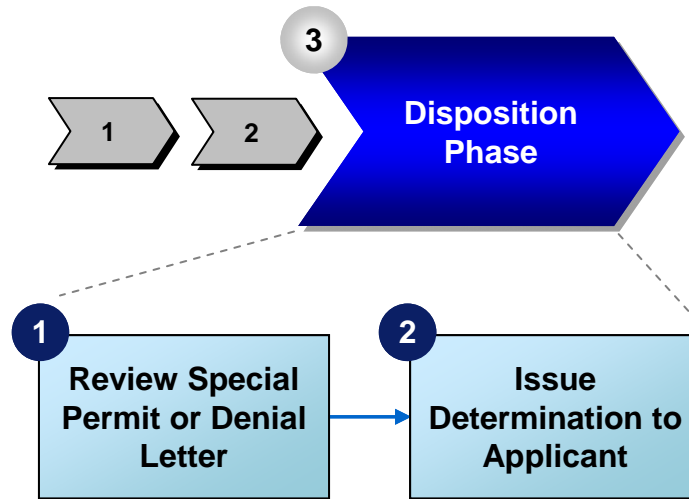 3
1
2
Disposition
Phase
1
2
Review Special
Permit or Denial
Letter
Issue
Determination to
Applicant